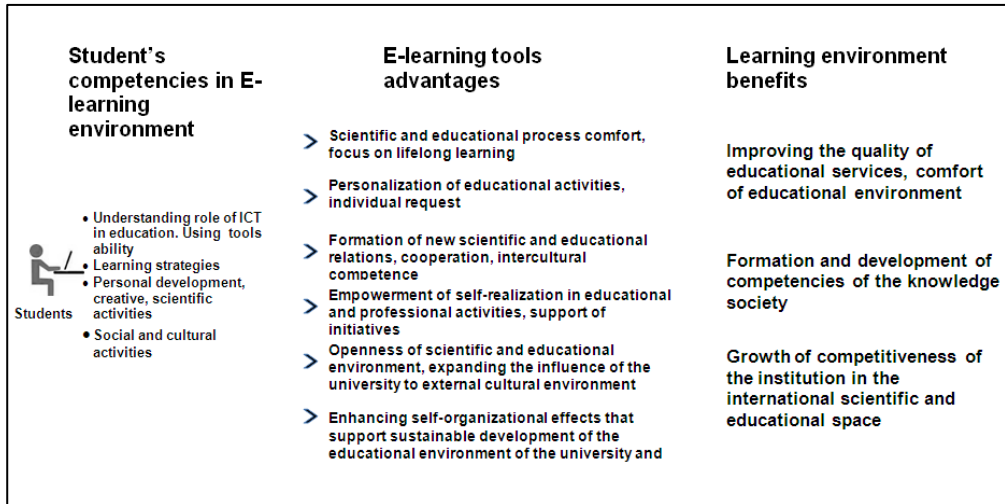 Student's
competencies in E-
learning
environment
• Understanding role of ICT
in education. Using tools
ability
• Learning strategies
• Personal development,
creative, scientific
activities
• Social and cultural
activities
Students
E-learning tools
advantages
Scientific and educational process comfort,
focus on lifelong learning
Personalization of educational activities,
individual request
Formation of new scientific and educational
relations, cooperation, intercultural
competence
Empowerment of self-realization in educational
and professional activities, support of
initiatives
Openness of scientific and educational
environment, expanding the influence of the
university to external cultural environment
Enhancing self-organizational effects that
support sustainable development of the
educational environment of the university and
Learning environment
benefits
Improving the quality of
educational services, comfort
of educational environment
Formation and development of
competencies of the knowledge
society
Growth of competitiveness of
the institution in the
international scientific and
educational space